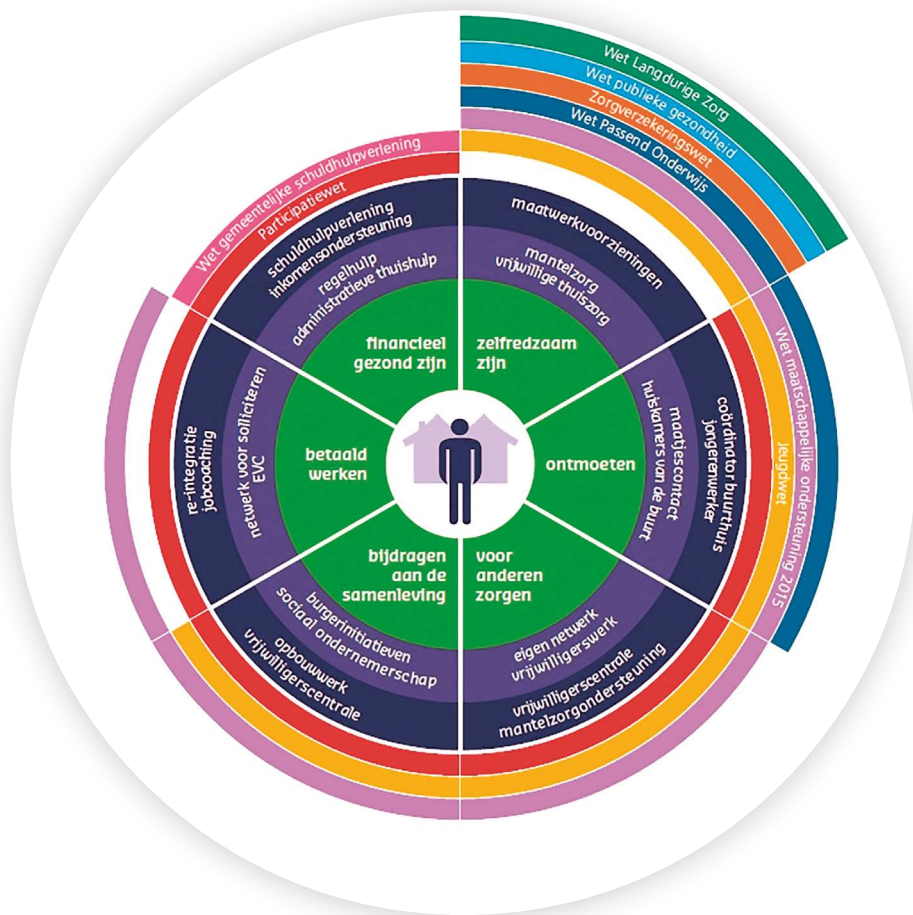 Wet Langdurige Zorg
Wet publieke gezondheid
Zorgverzekeringswet
Wet Passend Onderwijs
Wet gemeentelijke schuldhulpverlening
Participatiewet
schuldhulpverlening
inkomensondersteuning
regelhulp
administratieve thuishulp
maatwerkvoorzieningen
mantelzorg
vrijwillige thuiszorg
financieel
gezond zijn
zelfredzaam
zijn
coördinator buurthuis
jongerenwerker
maatjescontact
huiskamers van de buurt
Wet maatschappelijke ondersteuning 2015
Jeugdwet
re-integratie
jobcoaching
netwerk voor solliciteren
EVC
betaald
werken
ontmoeten
bijdragen
aan de
samenleving
voor
anderen
zorgen
burgerinitiatieven
sociaal ondernemerschap
opbouwwerk
vrijwilligerscentrale
eigen netwerk
vrijwilligerswerk
vrijwilligerscentrale
mantelzorgondersteuning